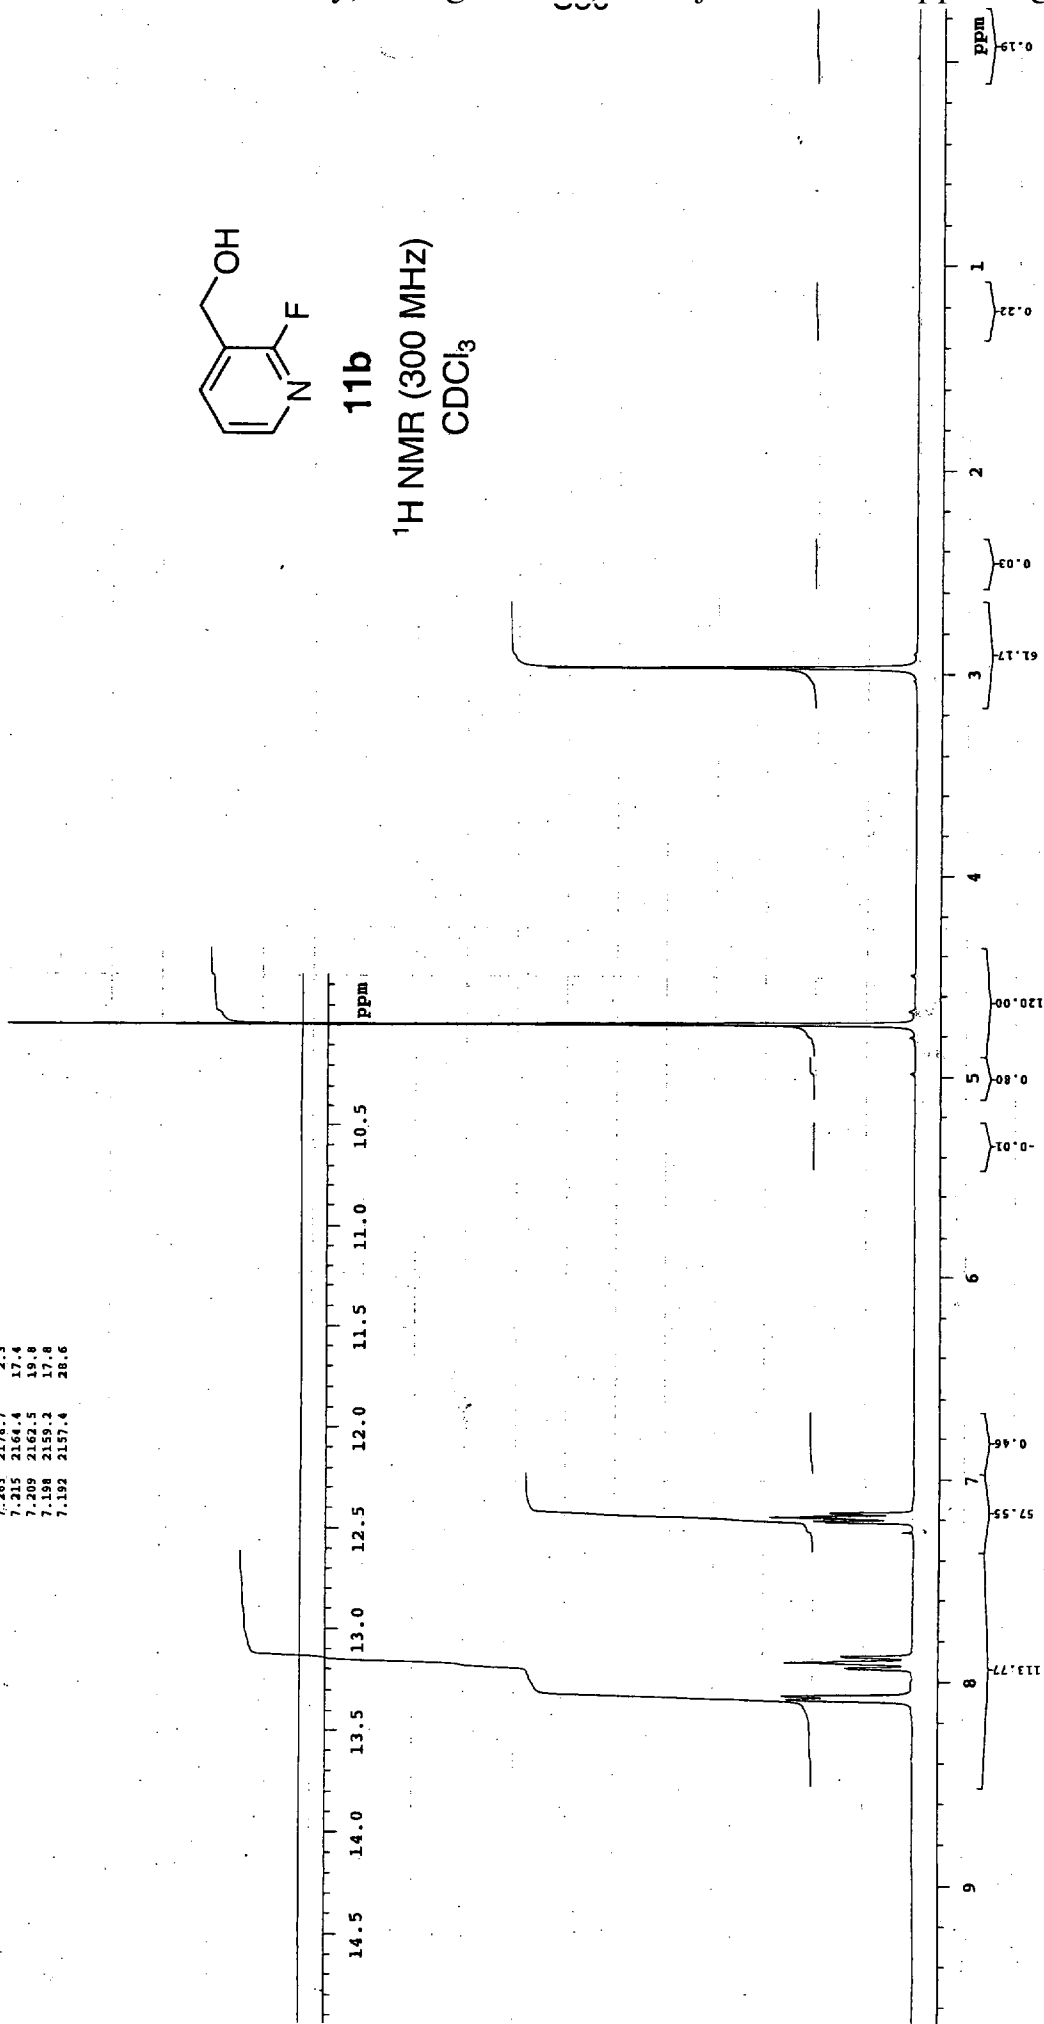 OH
F
N
11b
¹H NMR (300 MHz)
CDCl₃
7.215 2164.4 17.4
7.209 2162.5 19.8
7.198 2159.2 17.8
7.192 2157.4 28.6
14.5 14.0 13.5 13.0 12.5 12.0 11.5 11.0 10.5 ppm
9 8 7 6 5 4 3 2 1 ppm
113.77 57.55 0.46 -0.01 0.80 120.00 61.17 0.03 0.22 0.19